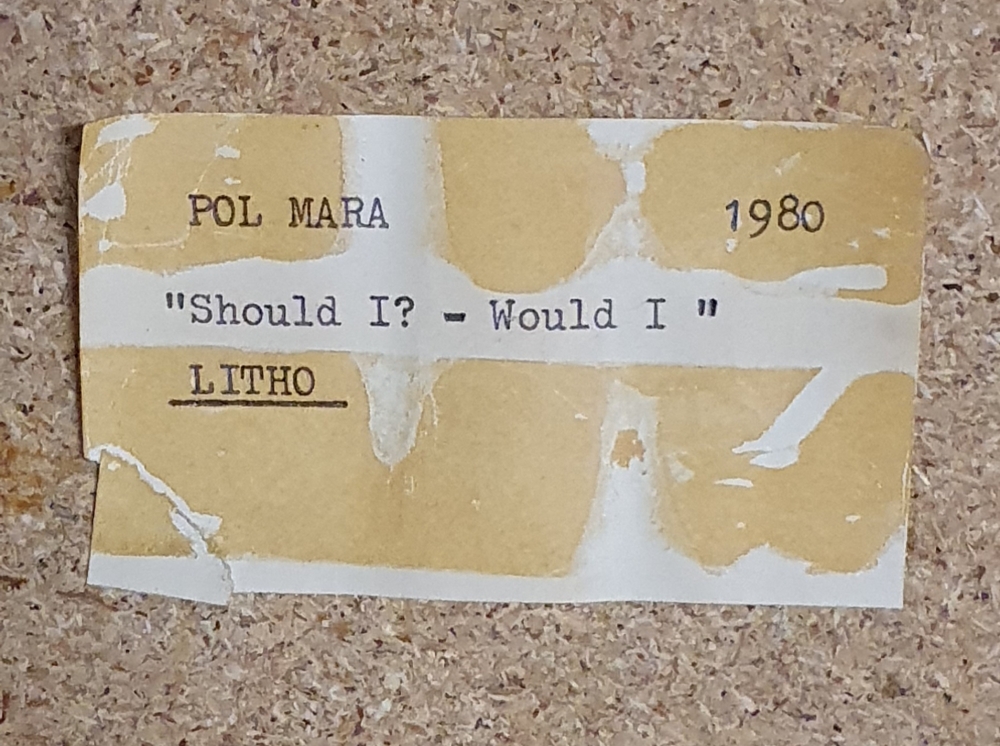 POL MARA 1980
"Should I? - Would I "
LITHO